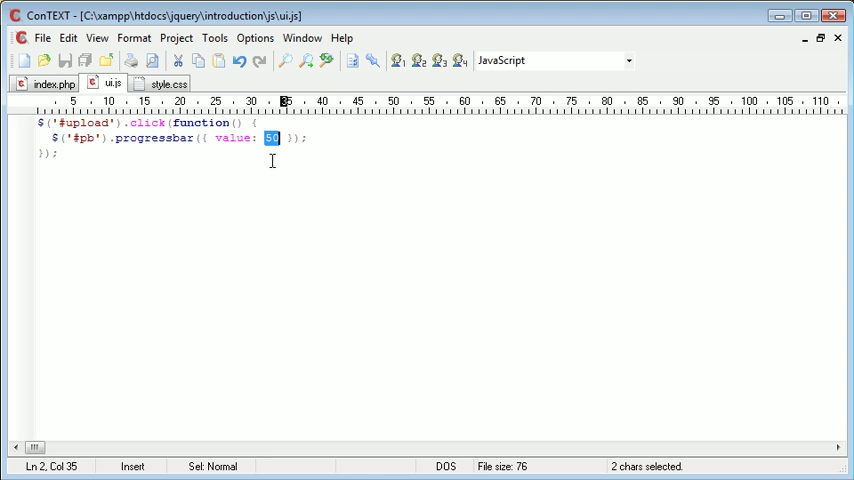 ConTEXT - [C:\xampp\htdocs\jquery\introduction\js\ui.js]
File Edit View Format Project Tools Options Window Help
JavaScript
index.php ui.js style.css
5 10 15 20 25 30 35 40 45 50 55 60 65 70 75 80 85 90 95 100 105 110
$('#upload').click(function() {
$('#pb').progressbar({ value: 50 });
});
Ln 2, Col 35 Insert Sel: Normal DOS File size: 76 2 chars selected.